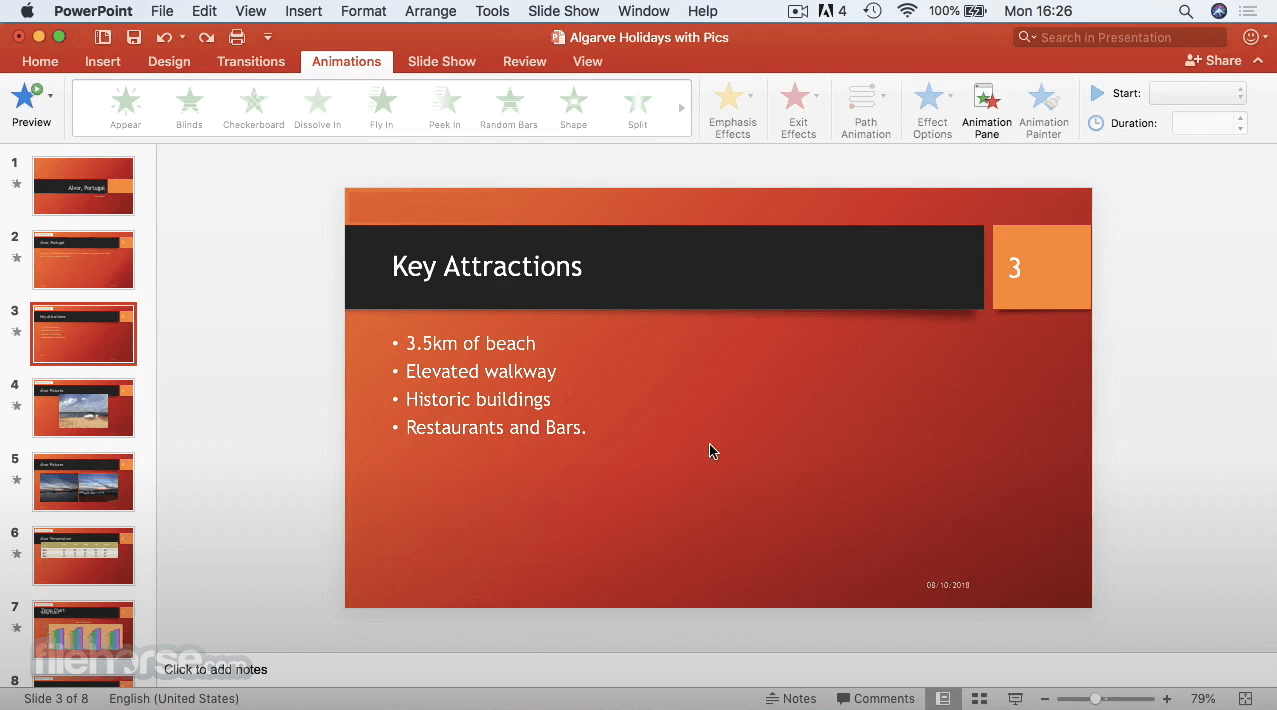 PowerPoint File Edit View Insert Format Arrange Tools Slide Show Window Help 4 100% Mon 16:26
Algarve Holidays with Pics
Search in Presentation
Home Insert Design Transitions Animations Slide Show Review View Share
Preview
Appear Blinds Checkerboard Dissolve In Fly In Peek In Random Bars Shape Split
Emphasis
Effects
Exit
Effects
Path
Animation
Effect
Options
Animation
Pane
Animation
Painter
Start:
Duration:
1
Alvor, Portugal
2
Alvor, Portugal
3
Key Attractions
4
Alvor Pictures
5
Alvor Pictures
6
Alvor Temperature
7
8
Key Attractions
3
• 3.5km of beach
• Elevated walkway
• Historic buildings
• Restaurants and Bars.
08/10/2018
filehorse.com
Click to add notes
Slide 3 of 8 English (United States) Notes Comments 79%